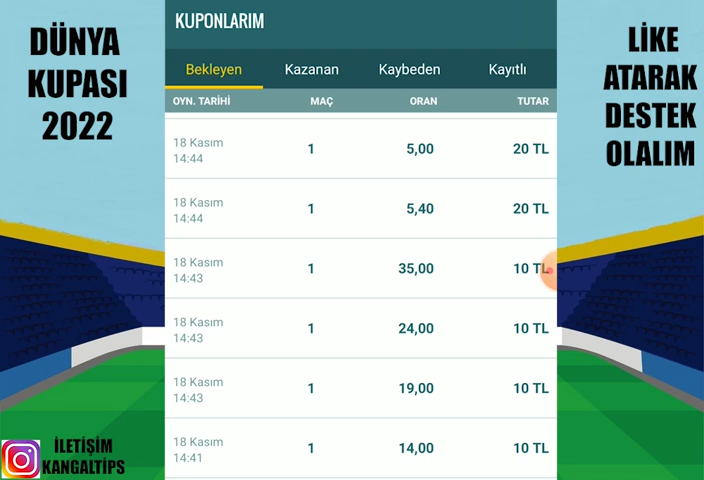 DÜNYA
KUPASI
2022
KUPONLARIM
Bekleyen Kazanan Kaybeden Kayıtlı
OYN. TARİHİ MAÇ ORAN TUTAR
18 Kasım
14:44 1 5,00 20 TL
18 Kasım
14:44 1 5,40 20 TL
18 Kasım
14:43 1 35,00 10 TL
18 Kasım
14:43 1 24,00 10 TL
18 Kasım
14:43 1 19,00 10 TL
18 Kasım
14:41 1 14,00 10 TL
LİKE
ATARAK
DESTEK
OLALIM
İLETİŞİM
KANGALTİPS